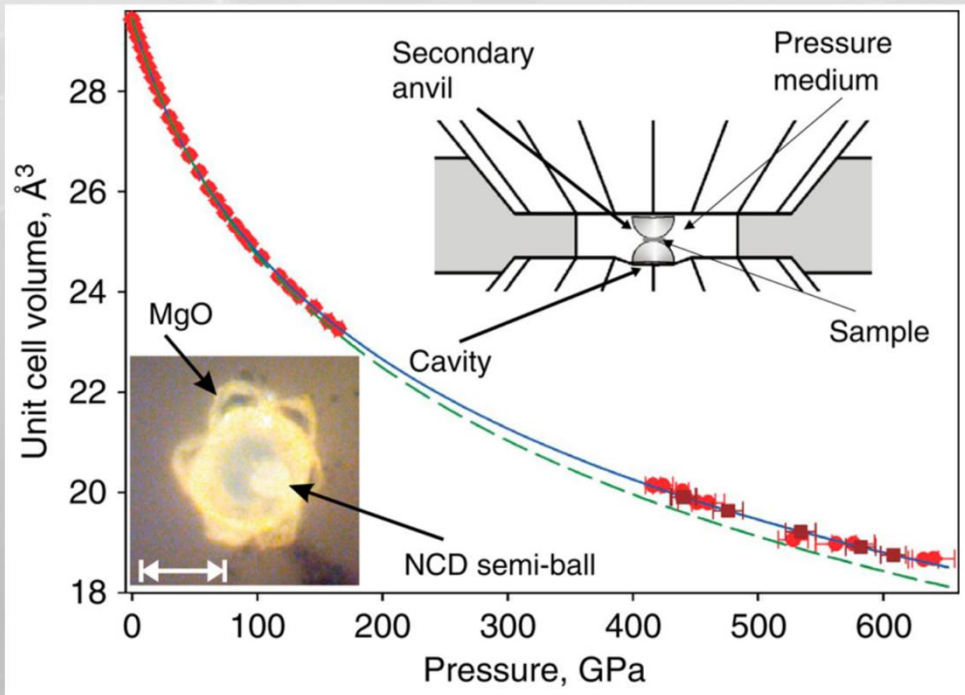 Secondary
anvil
Pressure
medium
Sample
Cavity
MgO
NCD semi-ball
Unit cell volume, Å³
28
26
24
22
20
18
0 100 200 300 400 500 600
Pressure, GPa